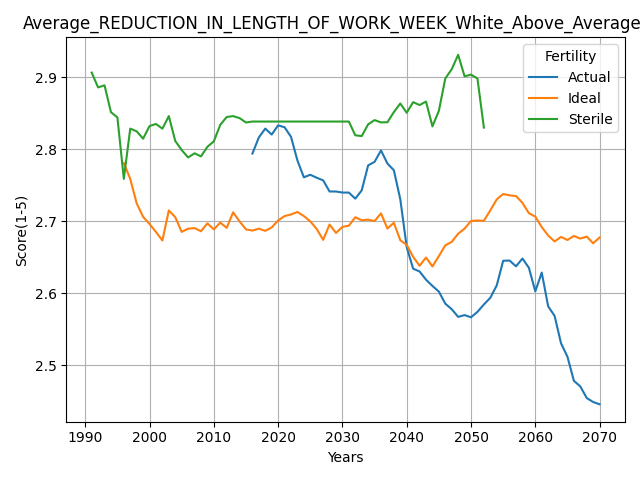 Average_REDUCTION_IN_LENGTH_OF_WORK_WEEK_White_Above_Average
Fertility
Actual
Ideal
Sterile
Score(1-5)
2.9
2.8
2.7
2.6
2.5
1990 2000 2010 2020 2030 2040 2050 2060 2070
Years